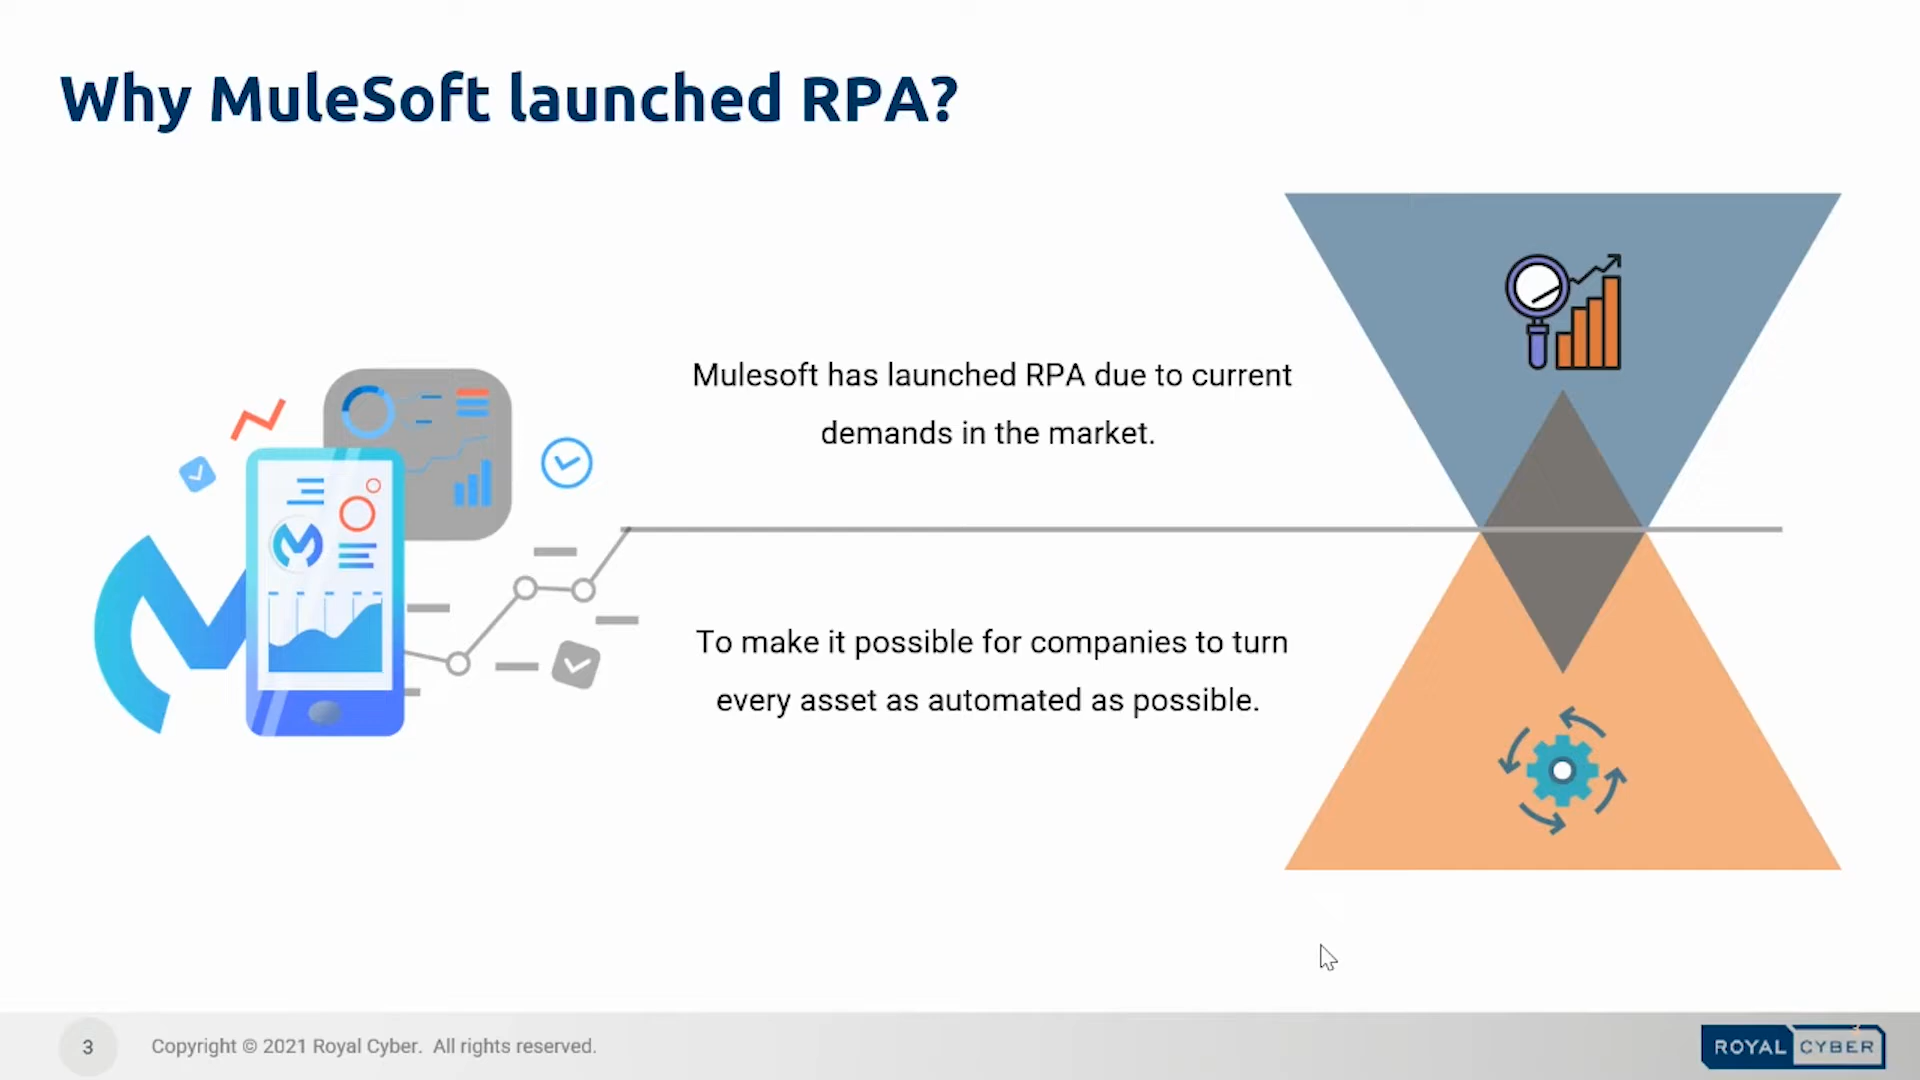 Why MuleSoft launched RPA?
Mulesoft has launched RPA due to current
demands in the market.
To make it possible for companies to turn
every asset as automated as possible.
3
Copyright © 2021 Royal Cyber. All rights reserved.
ROYAL CYBER